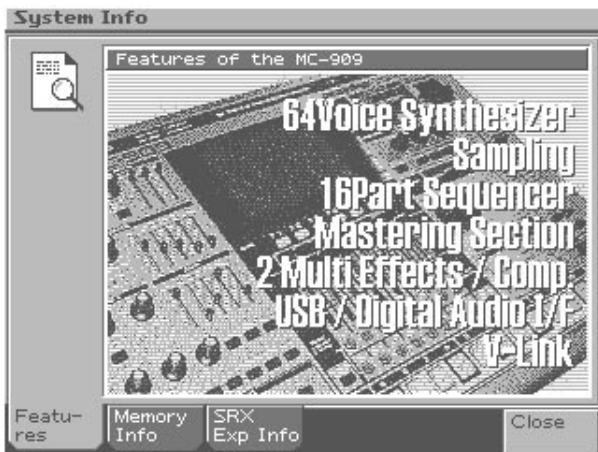 System Info
Features of the MC-909
64Voice Synthesizer
Sampling
16Part Sequencer
Mastering Section
2 Multi Effects / Comp.
USB / Digital Audio I/F
V-Link
Featu-
res
Memory
Info
SRX
Exp Info
Close